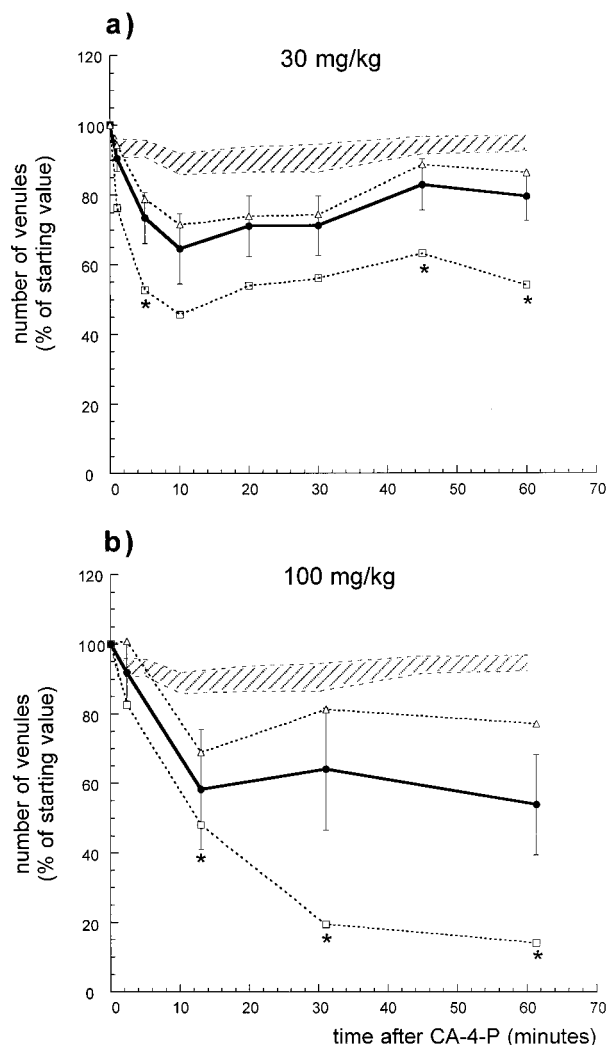 a)
30 mg/kg
120
100
80
60
40
20
0
number of venules
(% of starting value)
*
*
*
0 10 20 30 40 50 60 70
b)
100 mg/kg
120
100
80
60
40
20
0
number of venules
(% of starting value)
*
*
*
0 10 20 30 40 50 60 70
time after CA-4-P (minutes)